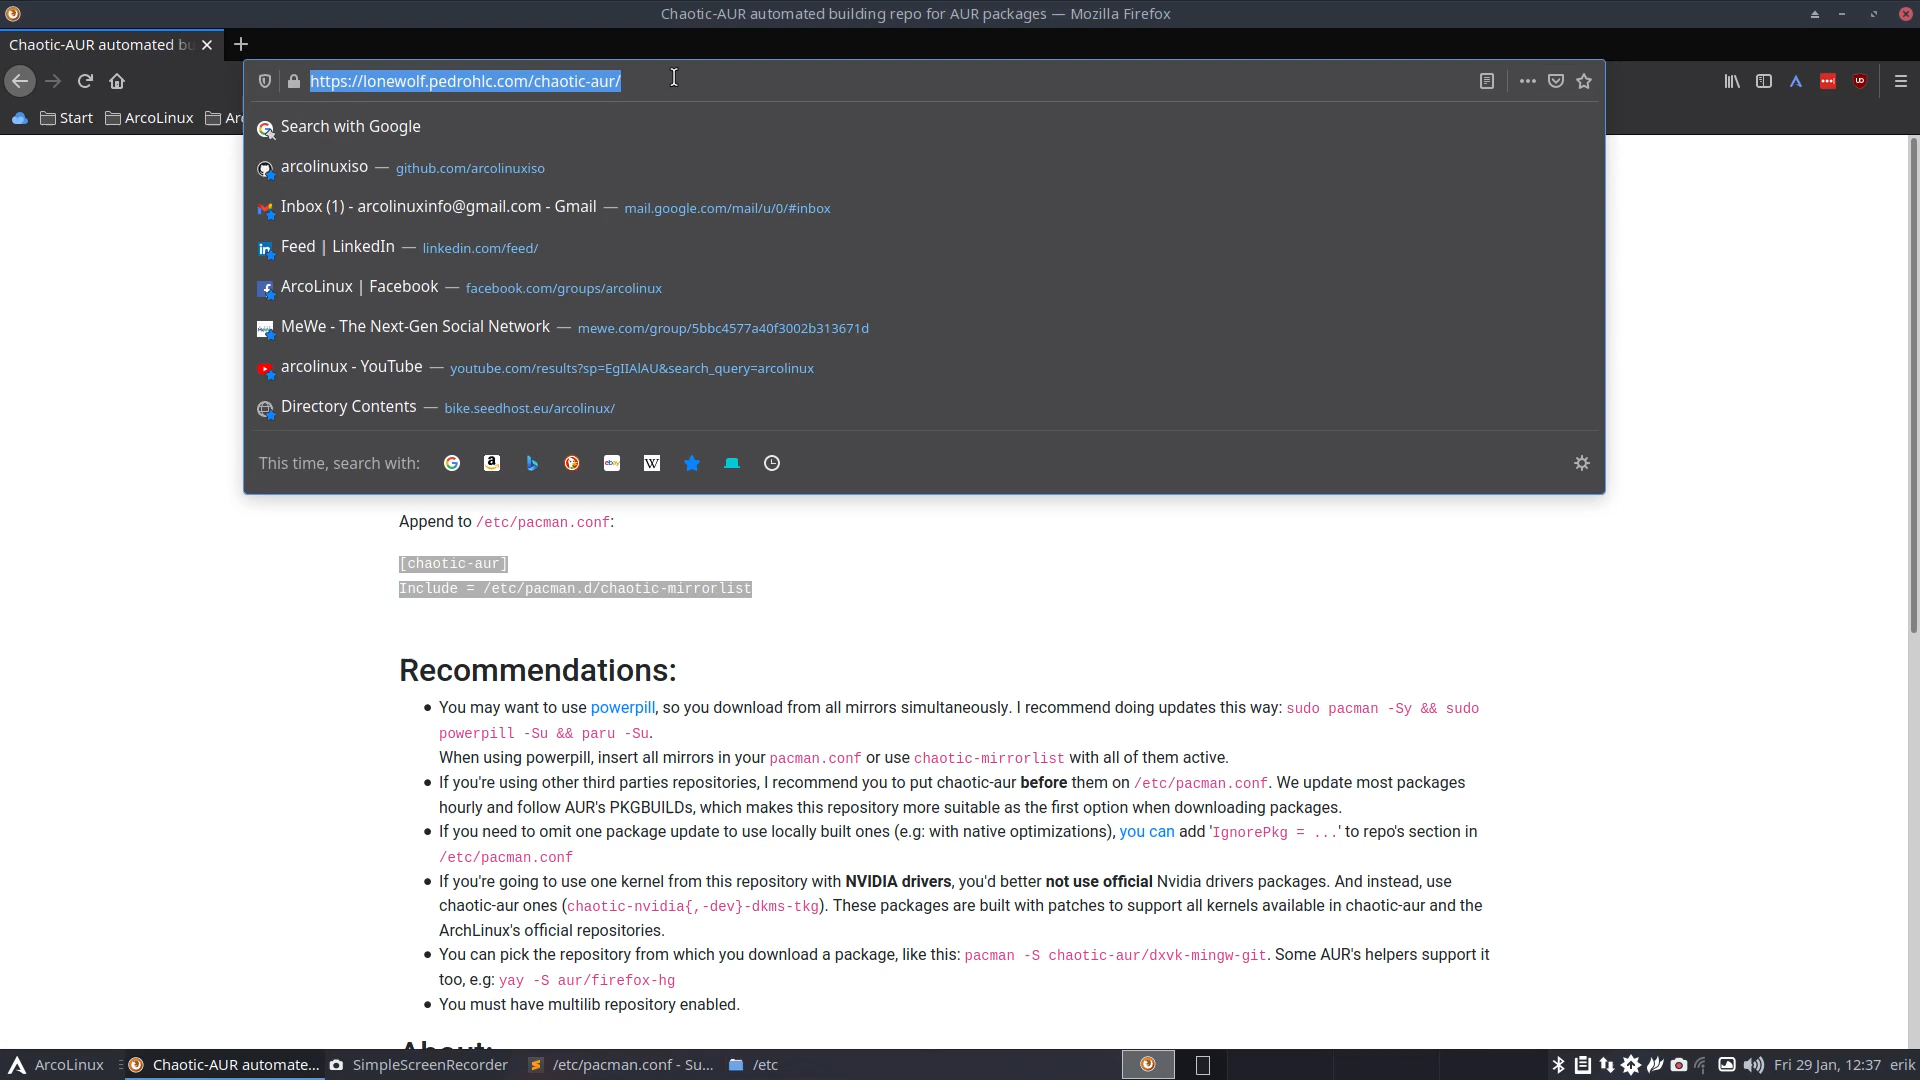 Chaotic-AUR automated building repo for AUR packages — Mozilla Firefox
Chaotic-AUR automated bu
https://lonewolf.pedrohlc.com/chaotic-aur/
Start ArcoLinux Ar
Search with Google
arcolinuxiso — github.com/arcolinuxiso
Inbox (1) - arcolinuxinfo@gmail.com - Gmail — mail.google.com/mail/u/0/#inbox
Feed | LinkedIn — linkedin.com/feed/
ArcoLinux | Facebook — facebook.com/groups/arcolinux
MeWe - The Next-Gen Social Network — mewe.com/group/5bbc4577a40f3002b313671d
arcolinux - YouTube — youtube.com/results?sp=EgIIAlAU&search_query=arcolinux
Directory Contents — bike.seedhost.eu/arcolinux/
This time, search with:
Append to /etc/pacman.conf:
[chaotic-aur]
Include = /etc/pacman.d/chaotic-mirrorlist
Recommendations:
You may want to use powerpill, so you download from all mirrors simultaneously. I recommend doing updates this way: sudo pacman -Sy && sudo
powerpill -Su && paru -Su.
When using powerpill, insert all mirrors in your pacman.conf or use chaotic-mirrorlist with all of them active.
If you're using other third parties repositories, I recommend you to put chaotic-aur before them on /etc/pacman.conf. We update most packages
hourly and follow AUR's PKGBUILDs, which makes this repository more suitable as the first option when downloading packages.
If you need to omit one package update to use locally built ones (e.g: with native optimizations), you can add 'IgnorePkg = ...' to repo's section in
/etc/pacman.conf
If you're going to use one kernel from this repository with NVIDIA drivers, you'd better not use official Nvidia drivers packages. And instead, use
chaotic-aur ones (chaotic-nvidia{,-dev}-dkms-tkg). These packages are built with patches to support all kernels available in chaotic-aur and the
ArchLinux's official repositories.
You can pick the repository from which you download a package, like this: pacman -S chaotic-aur/dxvk-mingw-git. Some AUR's helpers support it
too, e.g: yay -S aur/firefox-hg
You must have multilib repository enabled.
About:
ArcoLinux Chaotic-AUR automate... SimpleScreenRecorder /etc/pacman.conf - Su... /etc Fri 29 Jan, 12:37 erik